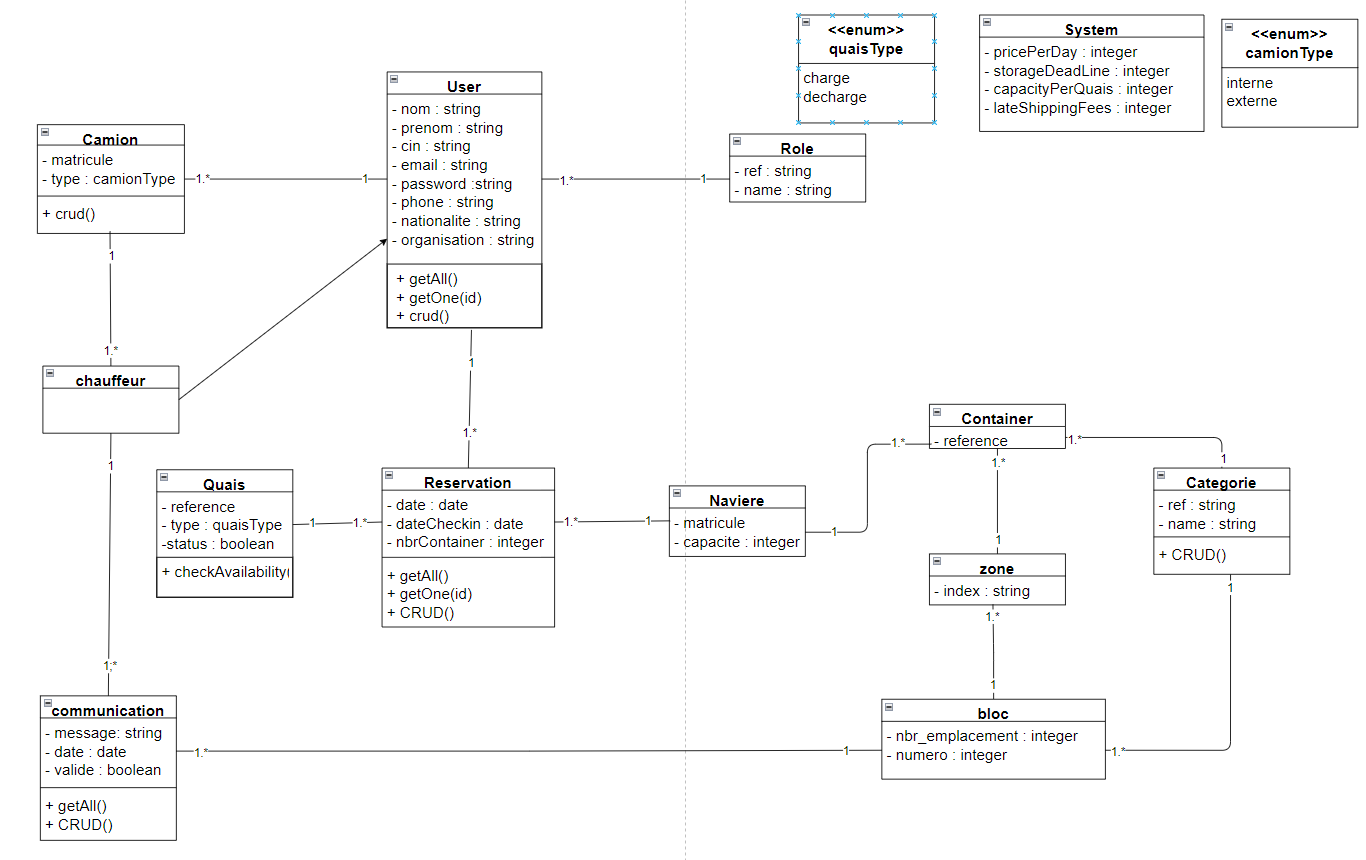 <<enum>>
quaisType
charge
decharge
System
- pricePerDay : integer
- storageDeadLine : integer
- capacityPerQuais : integer
- lateShippingFees : integer
<<enum>>
camionType
interne
externe
User
- nom : string
- prenom : string
- cin : string
- email : string
- password :string
- phone : string
- nationalite : string
- organisation : string
+ getAll()
+ getOne(id)
+ crud()
Camion
- matricule
- type : camionType
+ crud()
1.*
1
1.*
1
Role
- ref : string
- name : string
1
1.*
chauffeur
1
1.*
1
1;*
Quais
- reference
- type : quaisType
-status : boolean
+ checkAvailability(
1
1.*
Reservation
- date : date
- dateCheckin : date
- nbrContainer : integer
+ getAll()
+ getOne(id)
+ CRUD()
1.*
1
Naviere
- matricule
- capacite : integer
1
1.*
Container
- reference
1.*
1
1.*
1
Categorie
- ref : string
- name : string
+ CRUD()
1
1.*
zone
- index : string
1.*
1
bloc
- nbr_emplacement : integer
- numero : integer
communication
- message: string
- date : date
- valide : boolean
+ getAll()
+ CRUD()
1.*
1